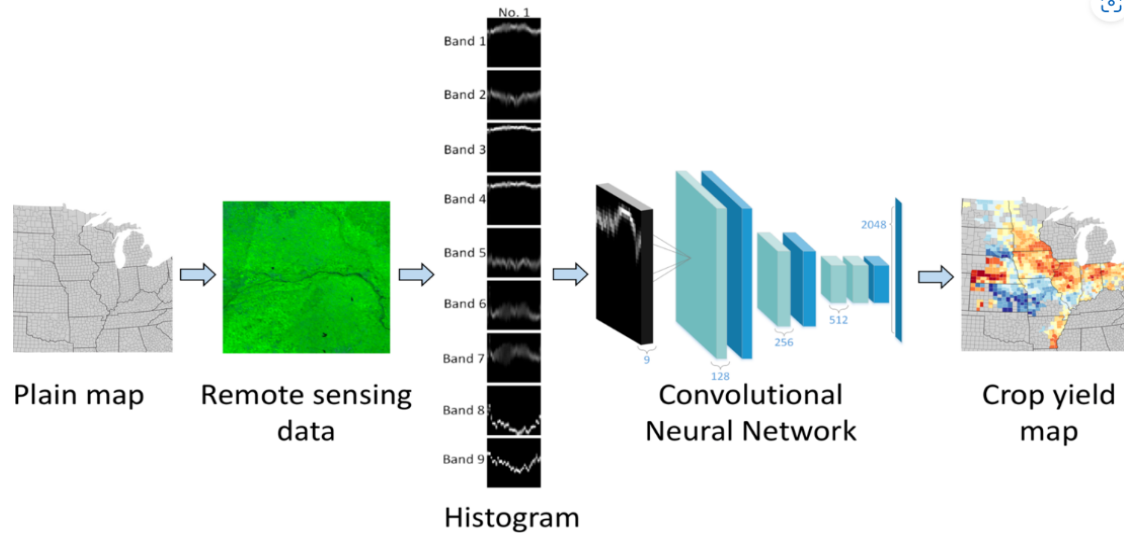 No. 1
Band 1
Band 2
Band 3
Band 4
Band 5
Band 6
Band 7
Band 8
Band 9
9
128
256
512
2048
Plain map
Remote sensing
data
Histogram
Convolutional
Neural Network
Crop yield
map